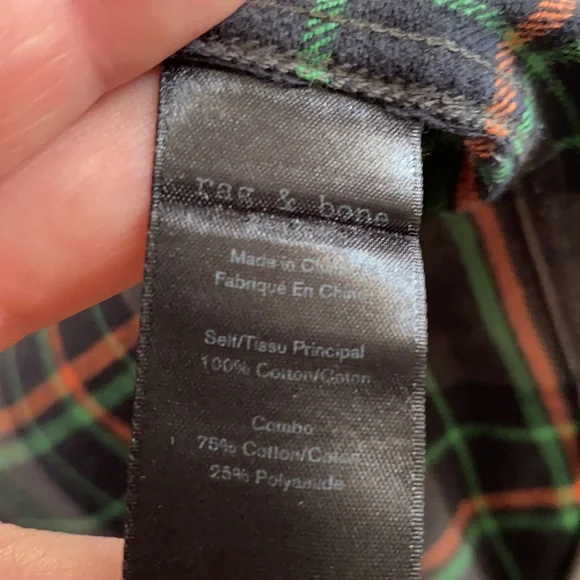 rag & bone
Made in China
Fabriqué En Chine
Self/Tissu Principal
100% Cotton/Coton
Combo
75% Cotton/Coton
25% Polyamide